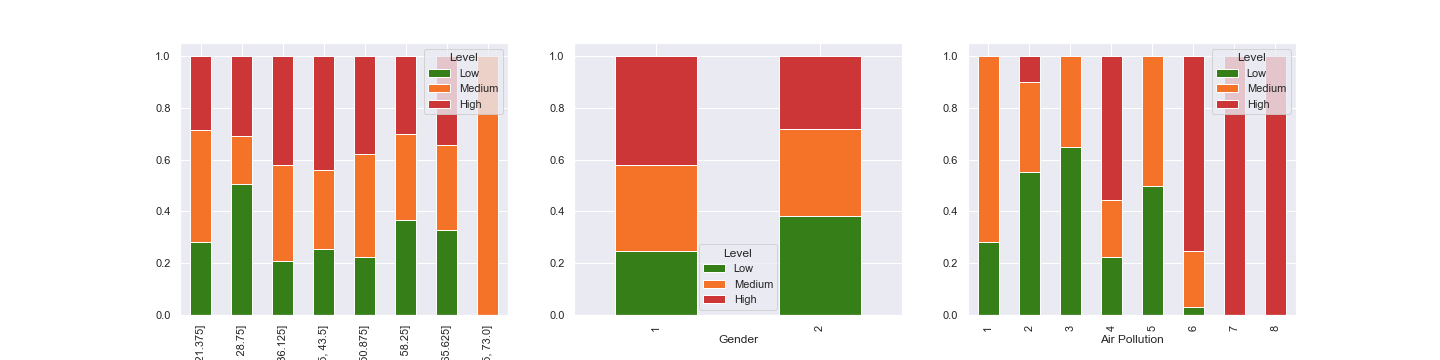 1.0
0.8
0.6
0.4
0.2
0.0
Level
Low
Medium
High
21.375]
28.75]
36.125]
, 43.5]
50.875]
58.25]
65.625]
, 73.0]
1.0
0.8
0.6
0.4
0.2
0.0
Level
Low
Medium
High
1 2
Gender
1.0
0.8
0.6
0.4
0.2
0.0
Level
Low
Medium
High
1 2 3 4 5 6 7 8
Air Pollution